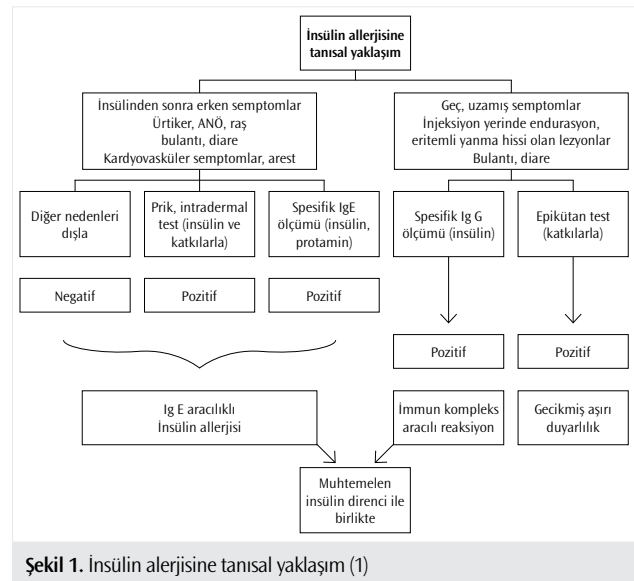 İnsülin allerjisine
tanısal yaklaşım
İnsülinden sonra erken semptomlar
Ürtiker, ANÖ, raş
bulantı, diare
Kardyovasküler semptomlar, arest
Geç, uzamış semptomlar
İnjeksiyon yerinde endurasyon,
eritemli yanma hissi olan lezyonlar
Bulantı, diare
Diğer nedenleri
dışla
Prik, intradermal
test (insülin ve
katkılarla)
Spesifik IgE
ölçümü (insülin,
protamin)
Spesifik Ig G
ölçümü (insülin)
Epikütan test
(katkılarla)
Negatif
Pozitif
Pozitif
Pozitif
Pozitif
Ig E aracılıklı
İnsülin allerjisi
İmmun kompleks
aracılı reaksiyon
Gecikmiş aşırı
duyarlılık
Muhtemelen
insülin direnci ile
birlikte
Şekil 1. İnsülin alerjisine tanısal yaklaşım (1)